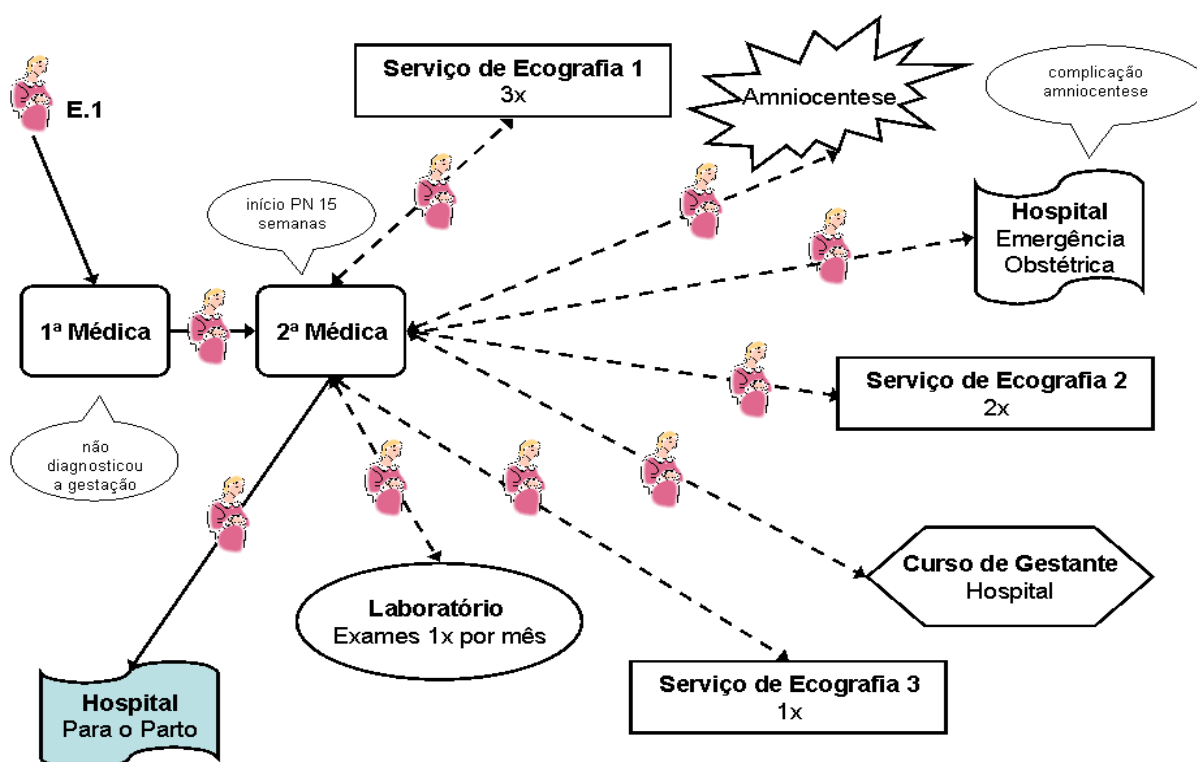 E.1
Serviço de Ecografia 1
3x
Amniocentese
complicação
amniocentese
início PN 15
semanas
Hospital
Emergência
Obstétrica
1ª Médica
2ª Médica
Serviço de Ecografia 2
2x
não
diagnosticou
a gestação
Curso de Gestante
Hospital
Laboratório
Exames 1x por mês
Serviço de Ecografia 3
1x
Hospital
Para o Parto